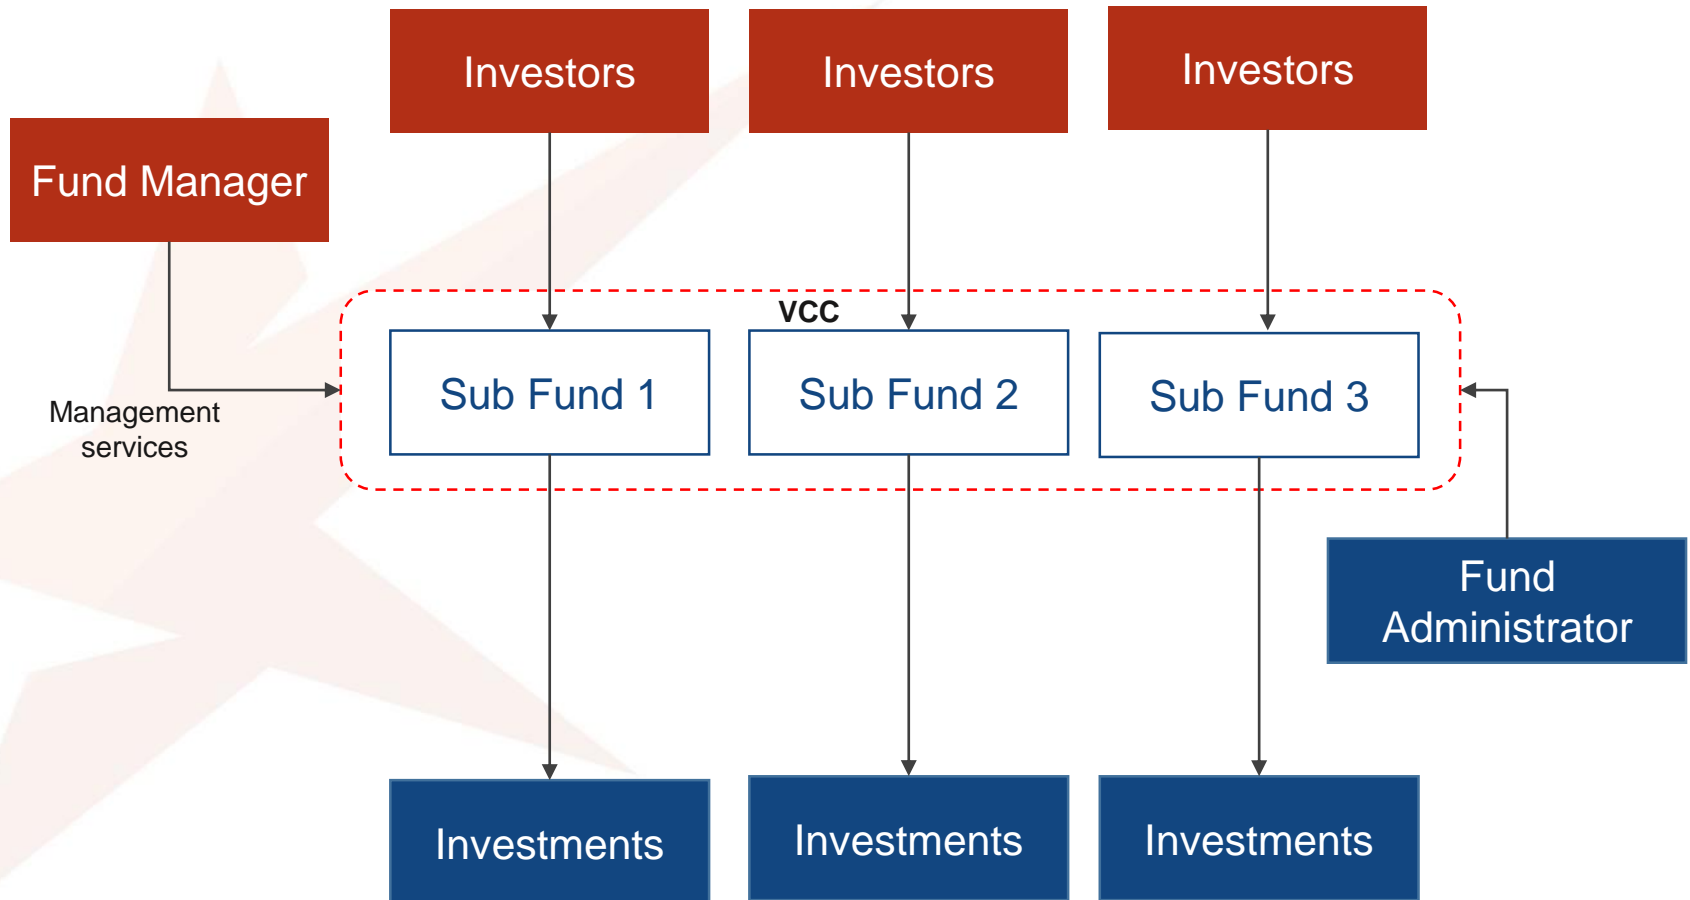 Investors
Investors
Investors
Fund Manager
VCC
Sub Fund 1
Sub Fund 2
Sub Fund 3
Management
services
Fund
Administrator
Investments
Investments
Investments